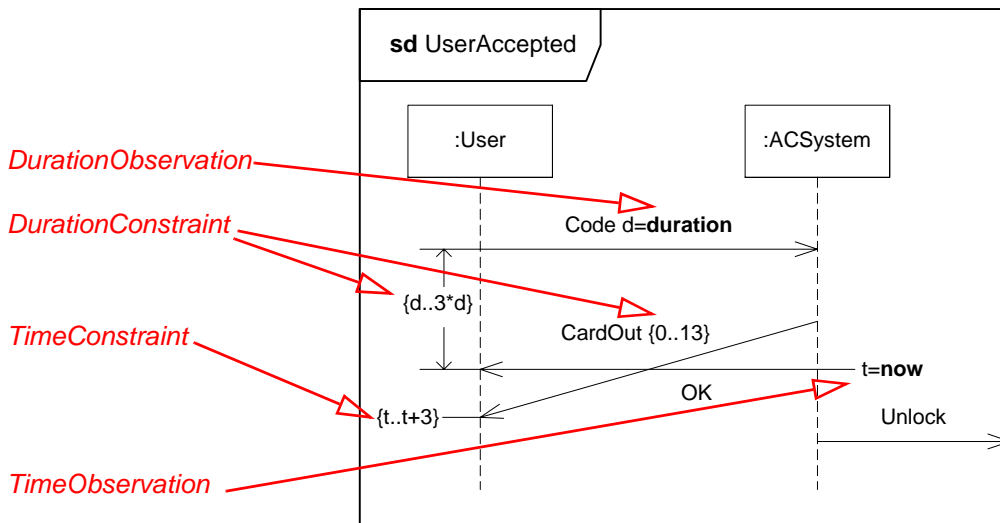 sd UserAccepted
:User
:ACSystem
DurationObservation
Code d=duration
DurationConstraint
{d..3*d}
CardOut {0..13}
TimeConstraint
t=now
OK
{t..t+3}
Unlock
TimeObservation